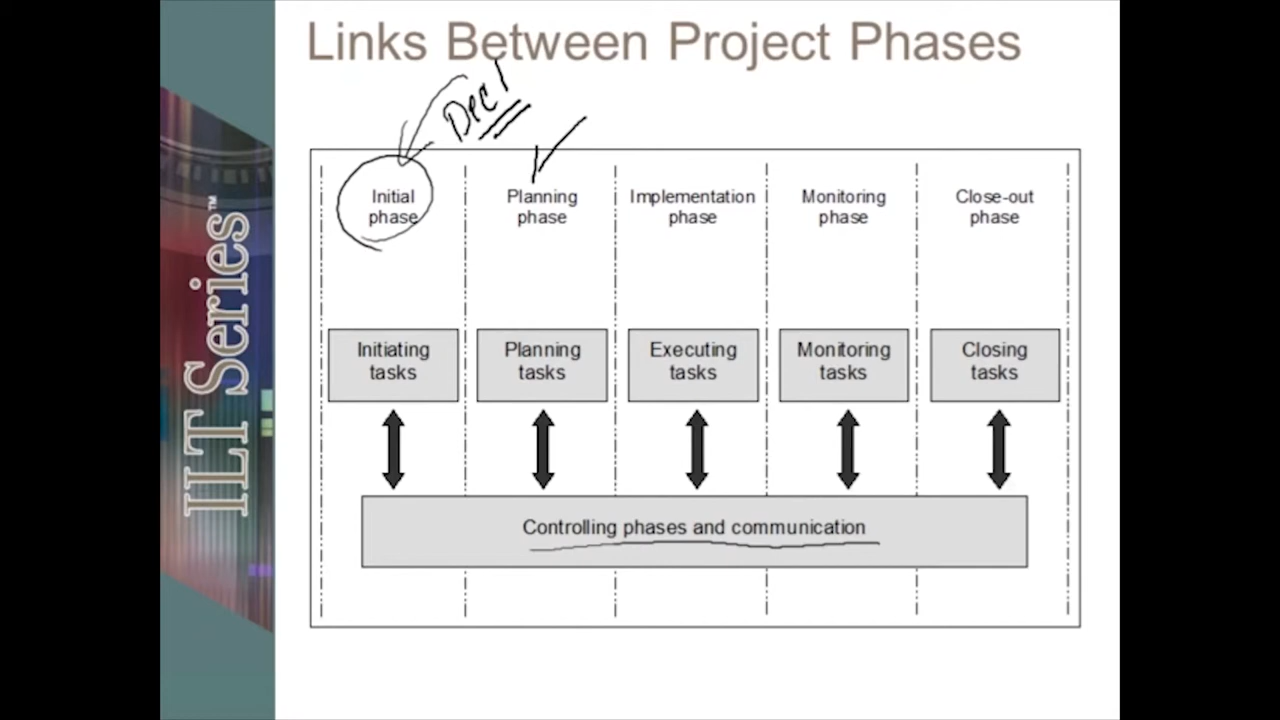 Links Between Project Phases
Dec 1
Initial
phase
Planning
phase
Implementation
phase
Monitoring
phase
Close-out
phase
Initiating
tasks
Planning
tasks
Executing
tasks
Monitoring
tasks
Closing
tasks
Controlling phases and communication
ILT Series™